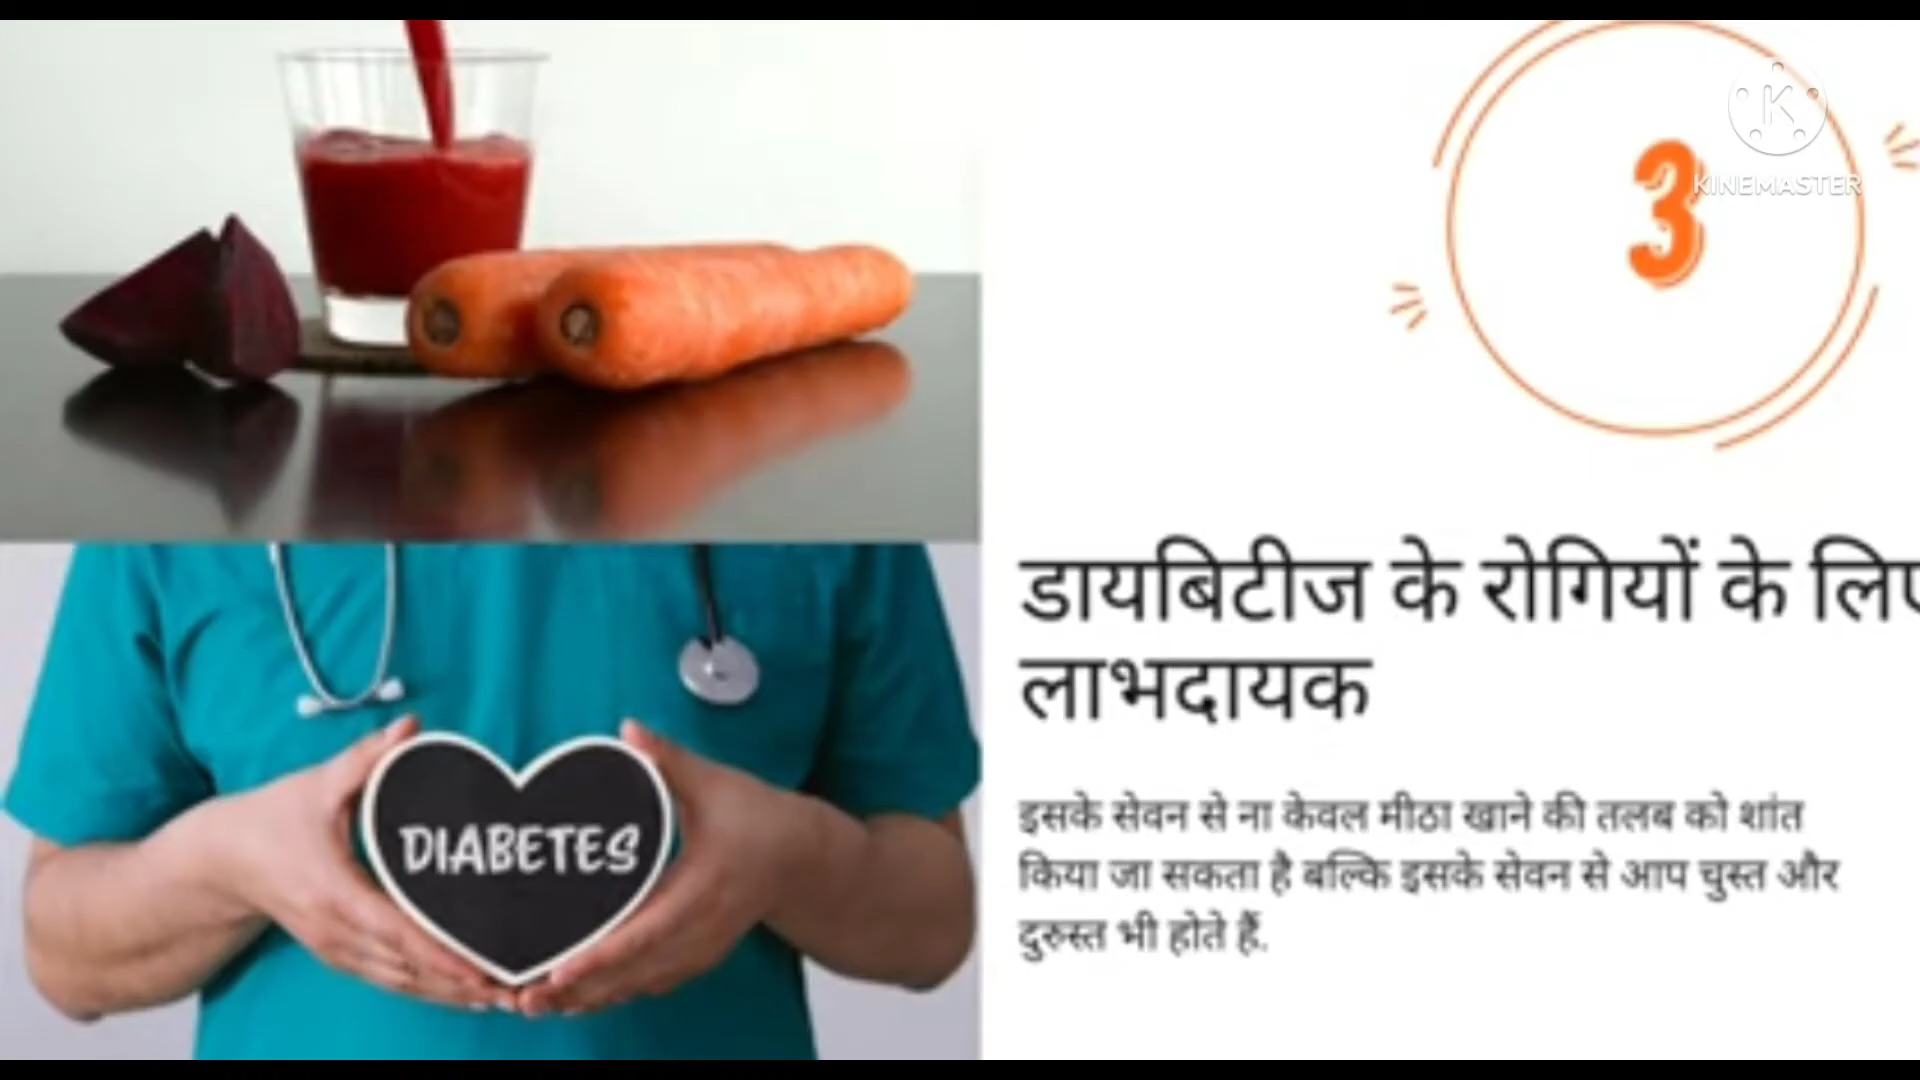 3
KINEMASTER
डायबिटीज के रोगियों के लिए
लाभदायक
इसके सेवन से ना केवल मीठा खाने की तलब को शांत
किया जा सकता है बल्कि इसके सेवन से आप चुस्त और
दुरुस्त भी होते हैं.
DIABETES